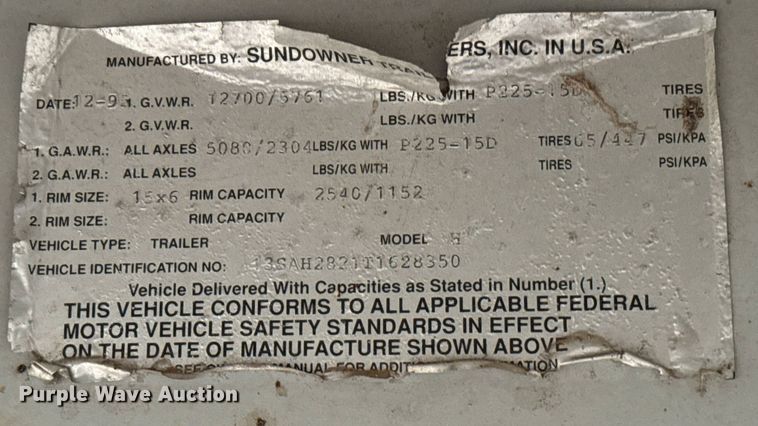 MANUFACTURED BY: SUNDOWNER TRAILERS, INC. IN U.S.A.
DATE: 12-95 1. G.V.W.R. 12700/5761 LBS./KG WITH P225-15D TIRES
2. G.V.W.R. LBS./KG WITH TIRES
1. G.A.W.R.: ALL AXLES 5080/2304 LBS/KG WITH P225-15D TIRES 65/447 PSI/KPA
2. G.A.W.R.: ALL AXLES LBS/KG WITH TIRES PSI/KPA
1. RIM SIZE: 15x6 RIM CAPACITY 2540/1152
2. RIM SIZE: RIM CAPACITY
VEHICLE TYPE: TRAILER MODEL H
VEHICLE IDENTIFICATION NO: 13SAH2821T1628350
Vehicle Delivered With Capacities as Stated in Number (1.)
THIS VEHICLE CONFORMS TO ALL APPLICABLE FEDERAL
MOTOR VEHICLE SAFETY STANDARDS IN EFFECT
ON THE DATE OF MANUFACTURE SHOWN ABOVE
SEE MANUAL FOR
Purple Wave Auction